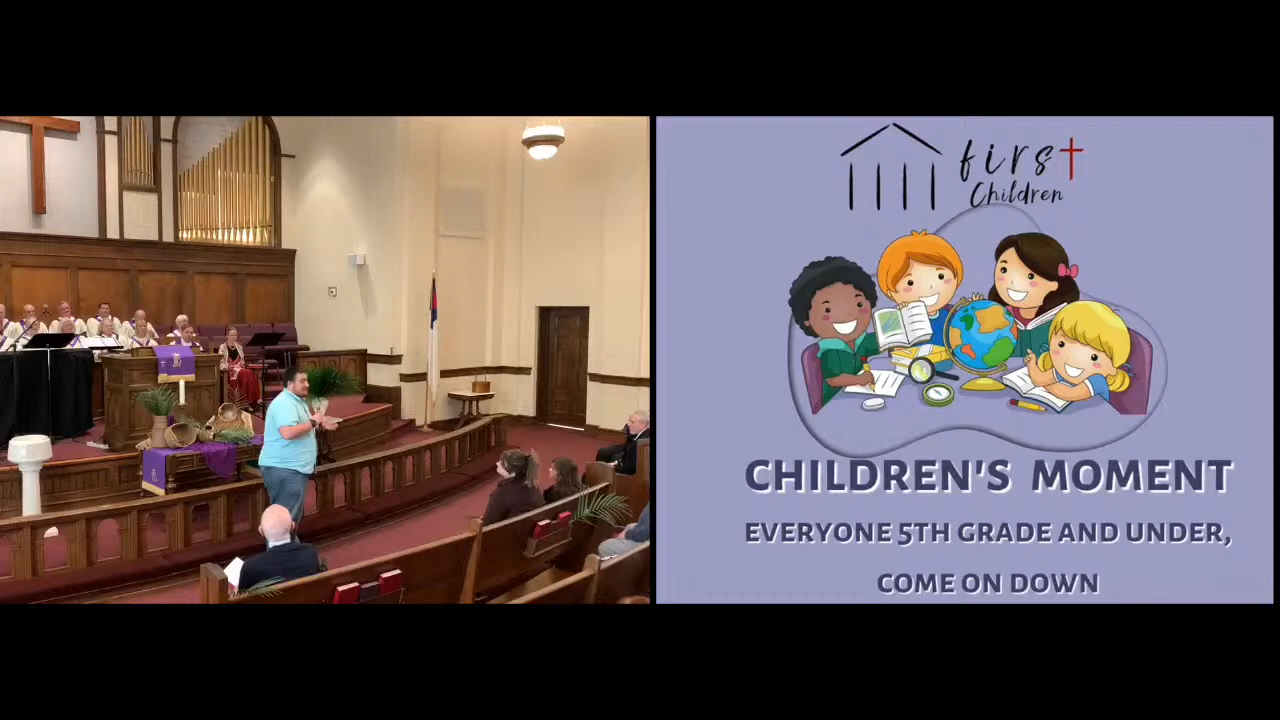 first
Children
CHILDREN'S MOMENT
EVERYONE 5TH GRADE AND UNDER,
COME ON DOWN